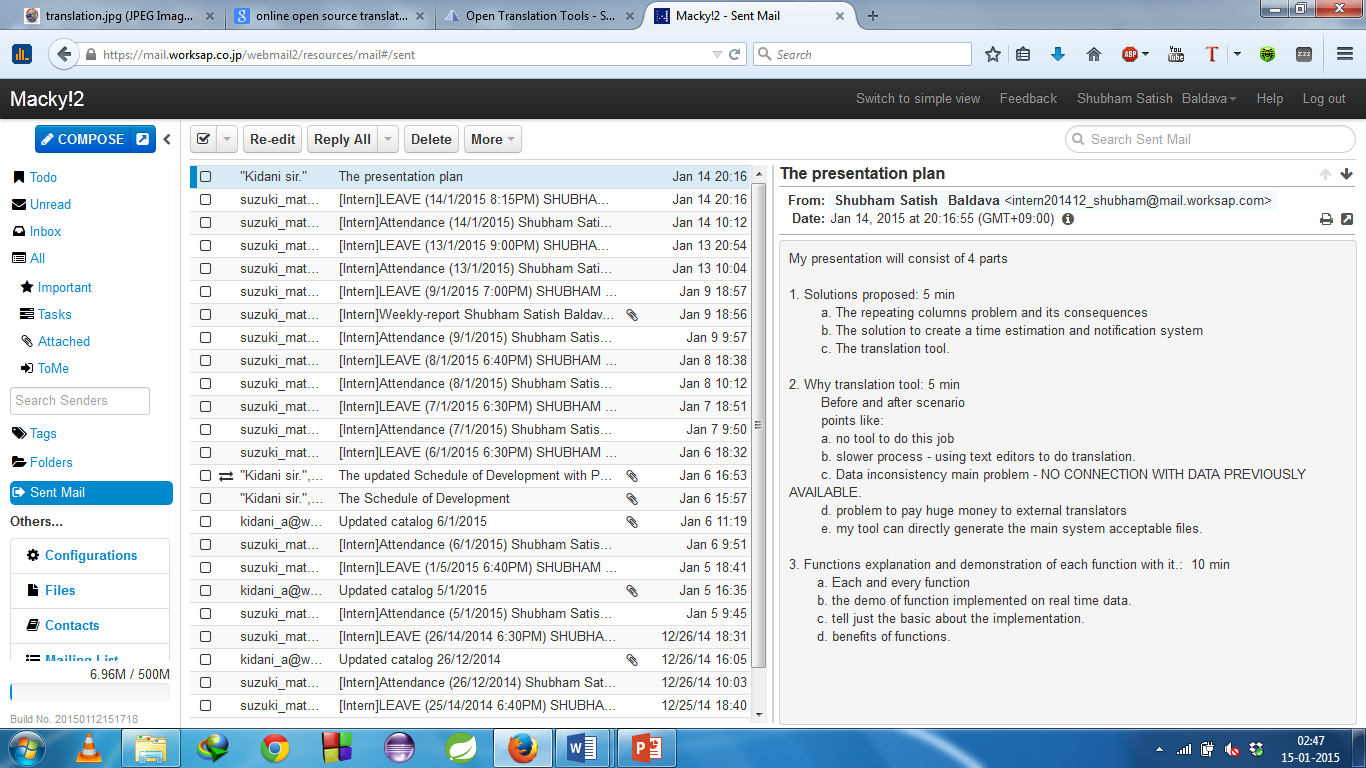 translation.jpg (JPEG Imag...
online open source translat...
Open Translation Tools - S...
Macky!2 - Sent Mail
https://mail.worksap.co.jp/webmail2/resources/mail#/sent
Search
Macky!2
Switch to simple view
Feedback
Shubham Satish Baldava
Help
Log out
COMPOSE
Re-edit
Reply All
Delete
More
Search Sent Mail
Todo
Unread
Inbox
All
Important
Tasks
Attached
ToMe
Search Senders
Tags
Folders
Sent Mail
Others...
Configurations
Files
Contacts
Mailing List
6.96M / 500M
Build No. 20150112151718
"Kidani sir." The presentation plan Jan 14 20:16
suzuki_mat... [Intern]LEAVE (14/1/2015 8:15PM) SHUBHA... Jan 14 20:16
suzuki_mat... [Intern]Attendance (14/1/2015) Shubham Sati... Jan 14 10:12
suzuki_mat... [Intern]LEAVE (13/1/2015 9:00PM) SHUBHA... Jan 13 20:54
suzuki_mat... [Intern]Attendance (13/1/2015) Shubham Sati... Jan 13 10:04
suzuki_mat... [Intern]LEAVE (9/1/2015 7:00PM) SHUBHAM ... Jan 9 18:57
suzuki_mat... [Intern]Weekly-report Shubham Satish Baldav... Jan 9 18:56
suzuki_mat... [Intern]Attendance (9/1/2015) Shubham Satis... Jan 9 9:57
suzuki_mat... [Intern]LEAVE (8/1/2015 6:40PM) SHUBHAM ... Jan 8 18:38
suzuki_mat... [Intern]Attendance (8/1/2015) Shubham Satis... Jan 8 10:12
suzuki_mat... [Intern]LEAVE (7/1/2015 6:30PM) SHUBHAM ... Jan 7 18:51
suzuki_mat... [Intern]Attendance (7/1/2015) Shubham Satis... Jan 7 9:50
suzuki_mat... [Intern]LEAVE (6/1/2015 6:30PM) SHUBHAM ... Jan 6 18:32
"Kidani sir.",... The updated Schedule of Development with P... Jan 6 16:53
"Kidani sir.",... The Schedule of Development Jan 6 15:57
kidani_a@w... Updated catalog 6/1/2015 Jan 6 11:19
suzuki_mat... [Intern]Attendance (6/1/2015) Shubham Satis... Jan 6 9:51
suzuki_mat... [Intern]LEAVE (1/5/2015 6:40PM) SHUBHAM ... Jan 5 18:41
kidani_a@w... Updated catalog 5/1/2015 Jan 5 16:35
suzuki_mat... [Intern]Attendance (5/1/2015) Shubham Satis... Jan 5 9:45
suzuki_mat... [Intern]LEAVE (26/14/2014 6:30PM) SHUBHA... 12/26/14 18:31
kidani_a@w... Updated catalog 26/12/2014 12/26/14 16:05
suzuki_mat... [Intern]Attendance (26/12/2014) Shubham Sat... 12/26/14 10:03
suzuki_mat... [Intern]LEAVE (25/14/2014 6:40PM) SHUBHA... 12/25/14 18:40
The presentation plan
From: Shubham Satish Baldava <intern201412_shubham@mail.worksap.com>
Date: Jan 14, 2015 at 20:16:55 (GMT+09:00)
My presentation will consist of 4 parts
1. Solutions proposed: 5 min
a. The repeating columns problem and its consequences
b. The solution to create a time estimation and notification system
c. The translation tool.
2. Why translation tool: 5 min
Before and after scenario
points like:
a. no tool to do this job
b. slower process - using text editors to do translation.
c. Data inconsistency main problem - NO CONNECTION WITH DATA PREVIOUSLY
AVAILABLE.
d. problem to pay huge money to external translators
e. my tool can directly generate the main system acceptable files.
3. Functions explanation and demonstration of each function with it.: 10 min
a. Each and every function
b. the demo of function implemented on real time data.
c. tell just the basic about the implementation.
d. benefits of functions.
02:47
15-01-2015